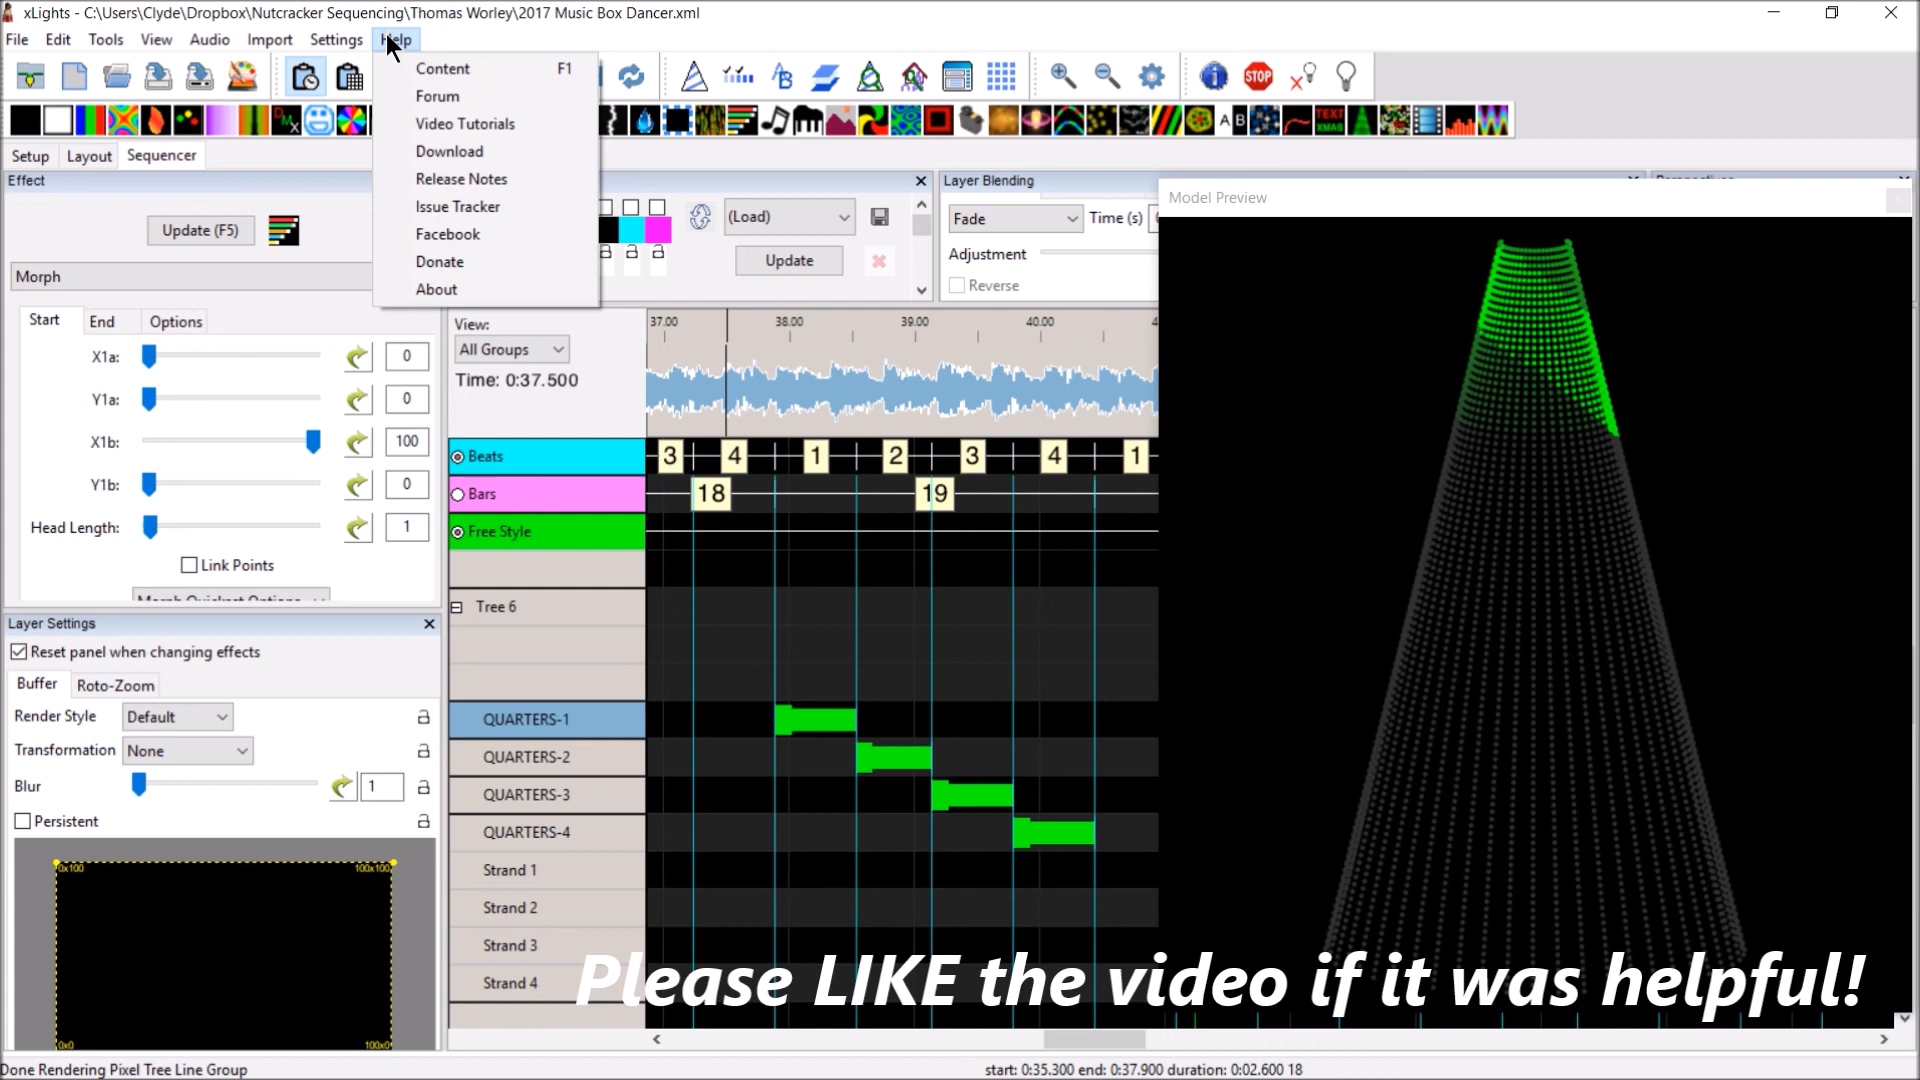 xLights - C:\Users\Clyde\Dropbox\Nutcracker Sequencing\Thomas Worley\2017 Music Box Dancer.xml
File Edit Tools View Audio Import Settings Help
Content F1
Forum
Video Tutorials
Download
Release Notes
Issue Tracker
Facebook
Donate
About
STOP
A B
TEXT XMAS
Setup Layout Sequencer
Effect
Update (F5)
Morph
Start End Options
X1a: 0
Y1a: 0
X1b: 100
Y1b: 0
Head Length: 1
Link Points
(Load)
Update
Layer Blending
Fade Time (s)
Adjustment
Reverse
Model Preview
View:
All Groups
Time: 0:37.500
37.00 38.00 39.00 40.00 4
Beats 3 4 1 2 3 4 1
Bars 18 19
Free Style
Tree 6
QUARTERS-1
QUARTERS-2
QUARTERS-3
QUARTERS-4
Strand 1
Strand 2
Strand 3
Strand 4
Layer Settings
Reset panel when changing effects
Buffer Roto-Zoom
Render Style Default
Transformation None
Blur 1
Persistent
0x100 100x100
0x0 100x0
Please LIKE the video if it was helpful!
Done Rendering Pixel Tree Line Group
start: 0:35.300 end: 0:37.900 duration: 0:02.600 18